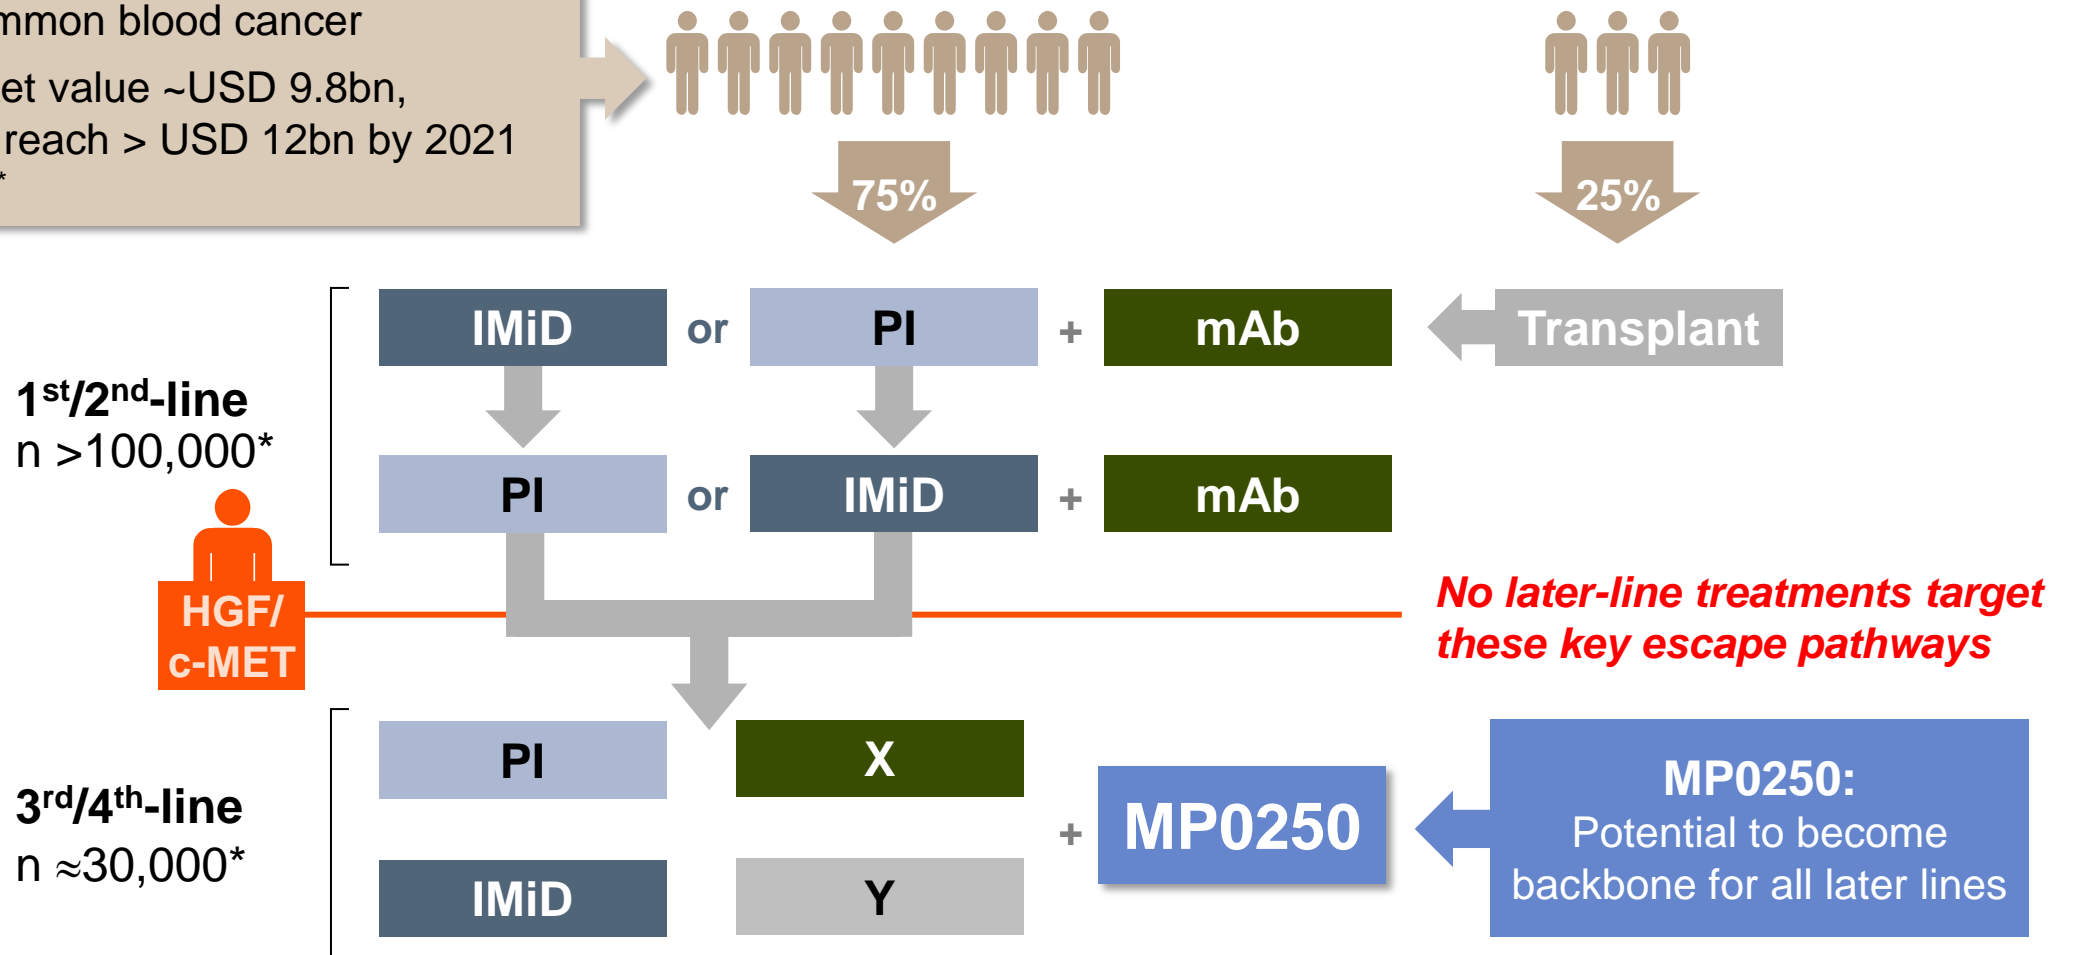 common blood cancer
et value ~USD 9.8bn,
reach > USD 12bn by 2021
*
75%
25%
IMiD or PI + mAb
Transplant
1st/2nd-line
n >100,000*
PI or IMiD + mAb
HGF/
c-MET
No later-line treatments target
these key escape pathways
PI X
3rd/4th-line
n ≈30,000*
+ MP0250
MP0250:
Potential to become
backbone for all later lines
IMiD Y